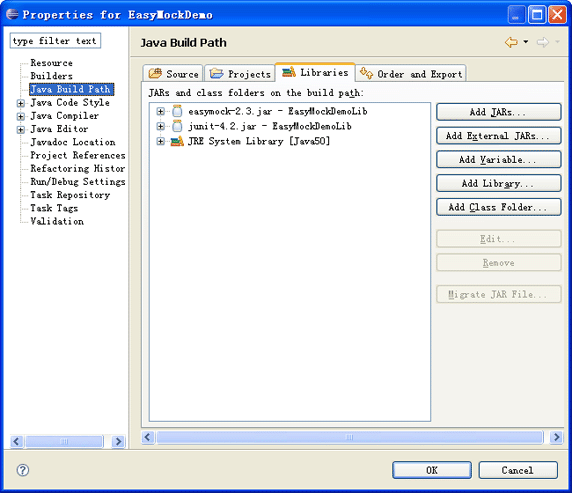 Properties for EasyMockDemo
type filter text
Resource
Builders
Java Build Path
Java Code Style
Java Compiler
Java Editor
Javadoc Location
Project References
Refactoring Histor
Run/Debug Settings
Task Repository
Task Tags
Validation
Java Build Path
Source
Projects
Libraries
Order and Export
JARs and class folders on the build path:
easymock-2.3.jar - EasyMockDemoLib
junit-4.2.jar - EasyMockDemoLib
JRE System Library [Java50]
Add JARs...
Add External JARs...
Add Variable...
Add Library...
Add Class Folder...
Edit...
Remove
Migrate JAR File...
?
OK
Cancel